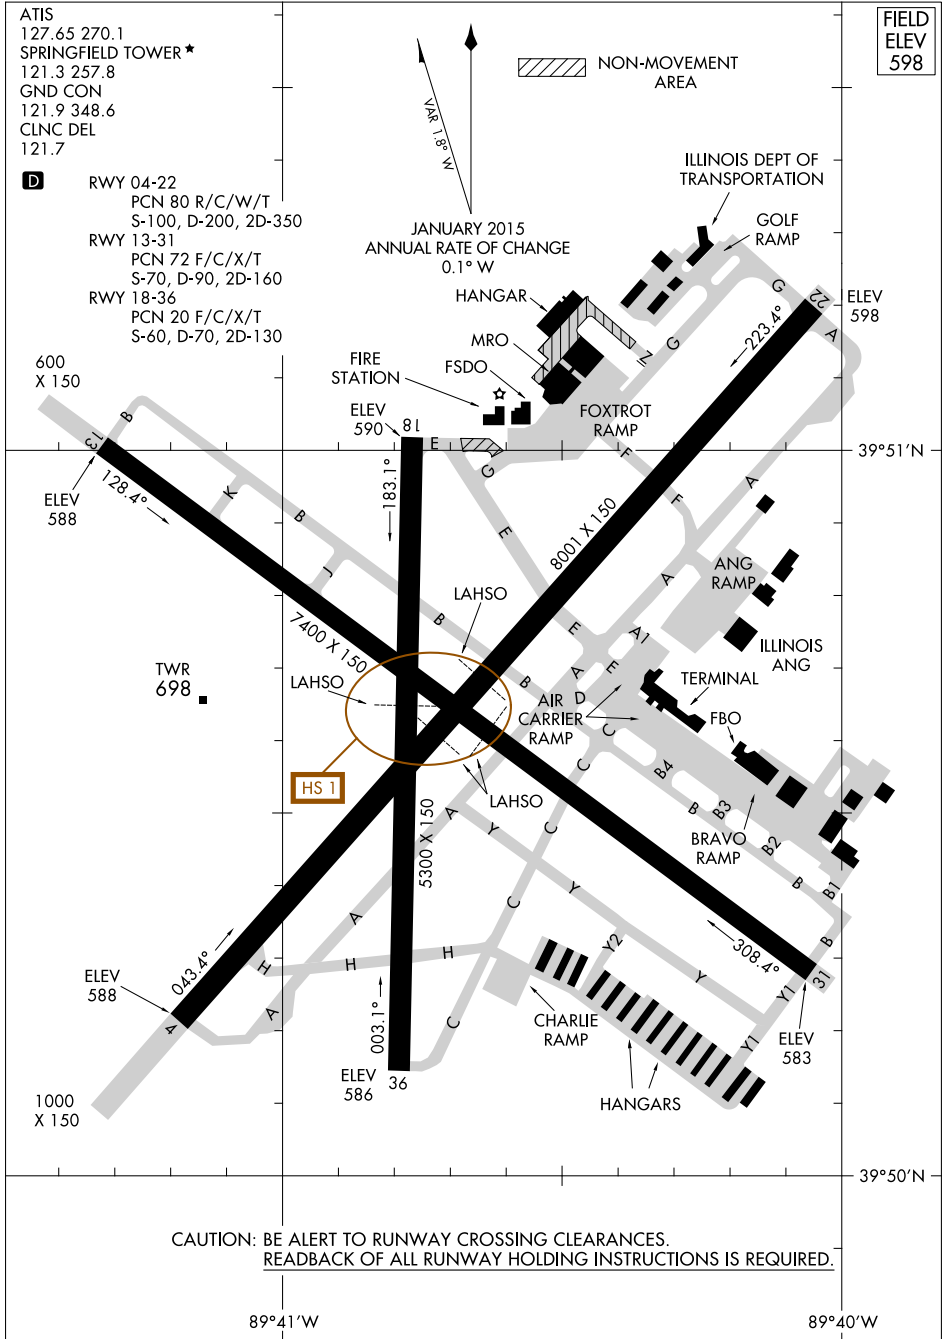 ATIS
127.65 270.1
SPRINGFIELD TOWER★
121.3 257.8
GND CON
121.9 348.6
CLNC DEL
121.7
D
RWY 04-22
PCN 80 R/C/W/T
S-100, D-200, 2D-350
RWY 13-31
PCN 72 F/C/X/T
S-70, D-90, 2D-160
RWY 18-36
PCN 20 F/C/X/T
S-60, D-70, 2D-130
VAR 1.8° W
JANUARY 2015
ANNUAL RATE OF CHANGE
0.1° W
NON-MOVEMENT
AREA
FIELD
ELEV
598
ILLINOIS DEPT OF
TRANSPORTATION
GOLF
RAMP
G
22
ELEV
598
A
223.4°
G
N
HANGAR
MRO
FSDO
FIRE
STATION
FOXTROT
RAMP
600
X 150
B
13
ELEV
588
128.4°
ELEV
590
18
E
G
183.1°
39°51'N
F
F
A
K
B
J
E
8001 X 150
ANG
RAMP
A
LAHSO
7400 X 150
B
E
A1
E
ILLINOIS
ANG
TWR
698
LAHSO
B
A
D
AIR
CARRIER
RAMP
C
TERMINAL
FBO
HS 1
LAHSO
C
B4
B
B3
BRAVO
RAMP
B2
B
B1
5300 X 150
A
Y
C
Y
C
A
H
H
H
A
043.4°
ELEV
588
4
003.1°
C
Y2
Y
308.4°
B
31
Y1
Y1
ELEV
583
CHARLIE
RAMP
HANGARS
ELEV
586
36
1000
X 150
39°50'N
CAUTION: BE ALERT TO RUNWAY CROSSING CLEARANCES.
READBACK OF ALL RUNWAY HOLDING INSTRUCTIONS IS REQUIRED.
89°41'W
89°40'W